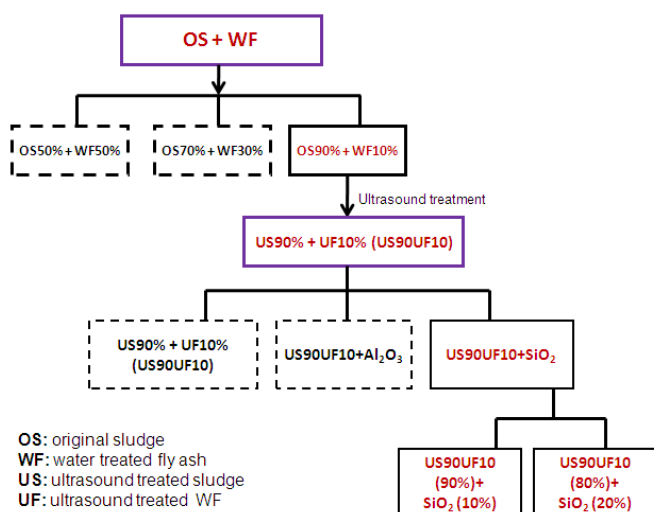 OS + WF
OS50% + WF50%
OS70% + WF30%
OS90% + WF10%
Ultrasound treatment
US90% + UF10% (US90UF10)
US90% + UF10%
(US90UF10)
US90UF10+Al₂O₃
US90UF10+SiO₂
OS: original sludge
WF: water treated fly ash
US: ultrasound treated sludge
UF: ultrasound treated WF
US90UF10
(90%)+
SiO₂ (10%)
US90UF10
(80%)+
SiO₂ (20%)